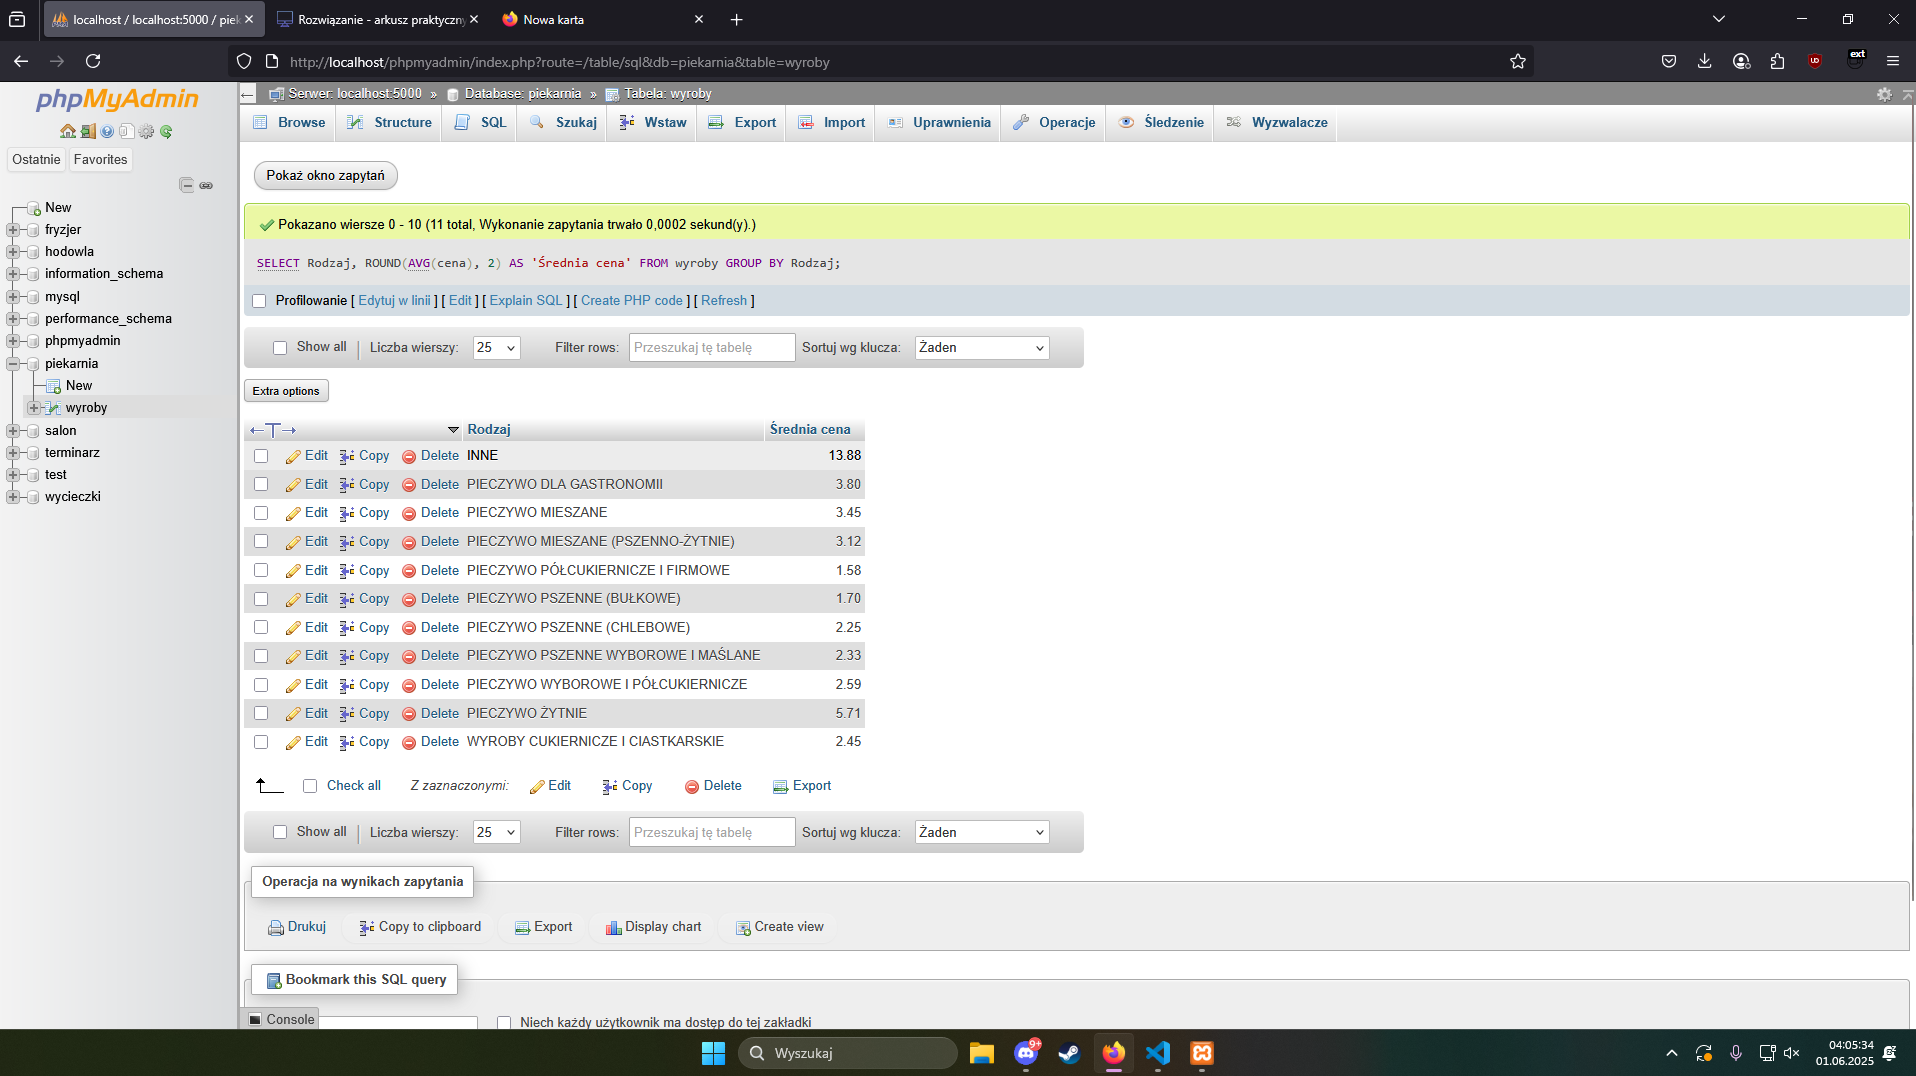 localhost / localhost:5000 / piek
Rozwiązanie - arkusz praktyczny
Nowa karta
http://localhost/phpmyadmin/index.php?route=/table/sql&db=piekarnia&table=wyroby
ext
phpMyAdmin
Ostatnie Favorites
New
fryzjer
hodowla
information_schema
mysql
performance_schema
phpmyadmin
piekarnia
New
wyroby
salon
terminarz
test
wycieczki
Serwer: localhost:5000 » Database: piekarnia » Tabela: wyroby
Browse Structure SQL Szukaj Wstaw Export Import Uprawnienia Operacje Śledzenie Wyzwalacze
Pokaż okno zapytań
Pokazano wiersze 0 - 10 (11 total, Wykonanie zapytania trwało 0,0002 sekund(y).)
SELECT Rodzaj, ROUND(AVG(cena), 2) AS 'Średnia cena' FROM wyroby GROUP BY Rodzaj;
Profilowanie [ Edytuj w linii ] [ Edit ] [ Explain SQL ] [ Create PHP code ] [ Refresh ]
Show all Liczba wierszy: 25 Filter rows: Przeszukaj tę tabelę Sortuj wg klucza: Żaden
Extra options
←T→ Rodzaj Średnia cena
Edit Copy Delete INNE 13.88
Edit Copy Delete PIECZYWO DLA GASTRONOMII 3.80
Edit Copy Delete PIECZYWO MIESZANE 3.45
Edit Copy Delete PIECZYWO MIESZANE (PSZENNO-ŻYTNIE) 3.12
Edit Copy Delete PIECZYWO PÓŁCUKIERNICZE I FIRMOWE 1.58
Edit Copy Delete PIECZYWO PSZENNE (BUŁKOWE) 1.70
Edit Copy Delete PIECZYWO PSZENNE (CHLEBOWE) 2.25
Edit Copy Delete PIECZYWO PSZENNE WYBOROWE I MAŚLANE 2.33
Edit Copy Delete PIECZYWO WYBOROWE I PÓŁCUKIERNICZE 2.59
Edit Copy Delete PIECZYWO ŻYTNIE 5.71
Edit Copy Delete WYROBY CUKIERNICZE I CIASTKARSKIE 2.45
Check all Z zaznaczonymi: Edit Copy Delete Export
Show all Liczba wierszy: 25 Filter rows: Przeszukaj tę tabelę Sortuj wg klucza: Żaden
Operacja na wynikach zapytania
Drukuj Copy to clipboard Export Display chart Create view
Bookmark this SQL query
Console
Niech każdy użytkownik ma dostęp do tej zakładki
Wyszukaj
9+
04:05:34
01.06.2025